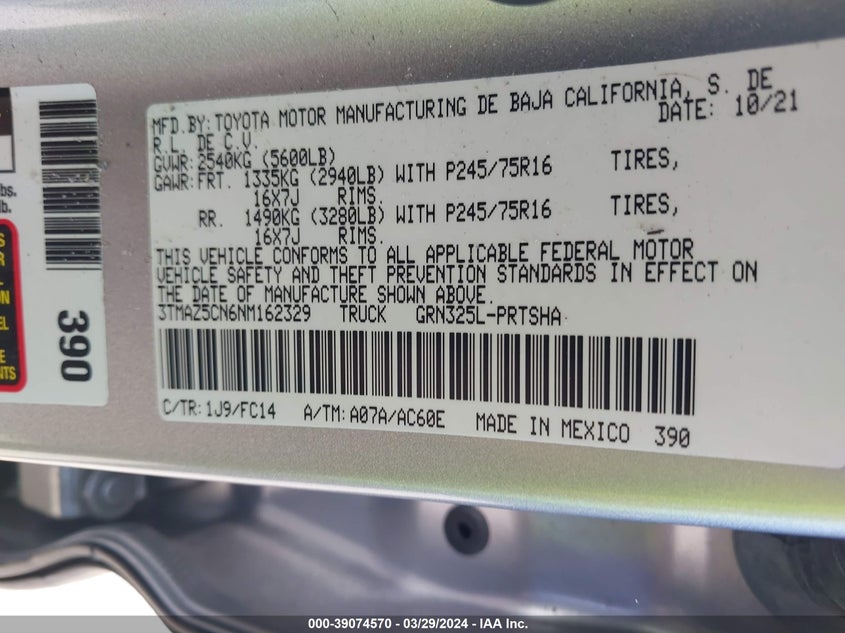 MFD.BY:TOYOTA MOTOR MANUFACTURING DE BAJA CALIFORNIA, S. DE
R.L. DE C.V. DATE: 10/21
GVWR: 2540KG (5600LB)
GAWR:FRT. 1335KG (2940LB) WITH P245/75R16 TIRES,
16X7J RIMS.
RR. 1490KG (3280LB) WITH P245/75R16 TIRES,
16X7J RIMS.
THIS VEHICLE CONFORMS TO ALL APPLICABLE FEDERAL MOTOR
VEHICLE SAFETY AND THEFT PREVENTION STANDARDS IN EFFECT ON
THE DATE OF MANUFACTURE SHOWN ABOVE.
3TMAZ5CN6NM162329 TRUCK GRN325L-PRTSHA
C/TR:1J9/FC14 A/TM:A07A/AC60E MADE IN MEXICO 390
390
lbs.
lb.
000-39074570 — 03/29/2024 — IAA Inc.